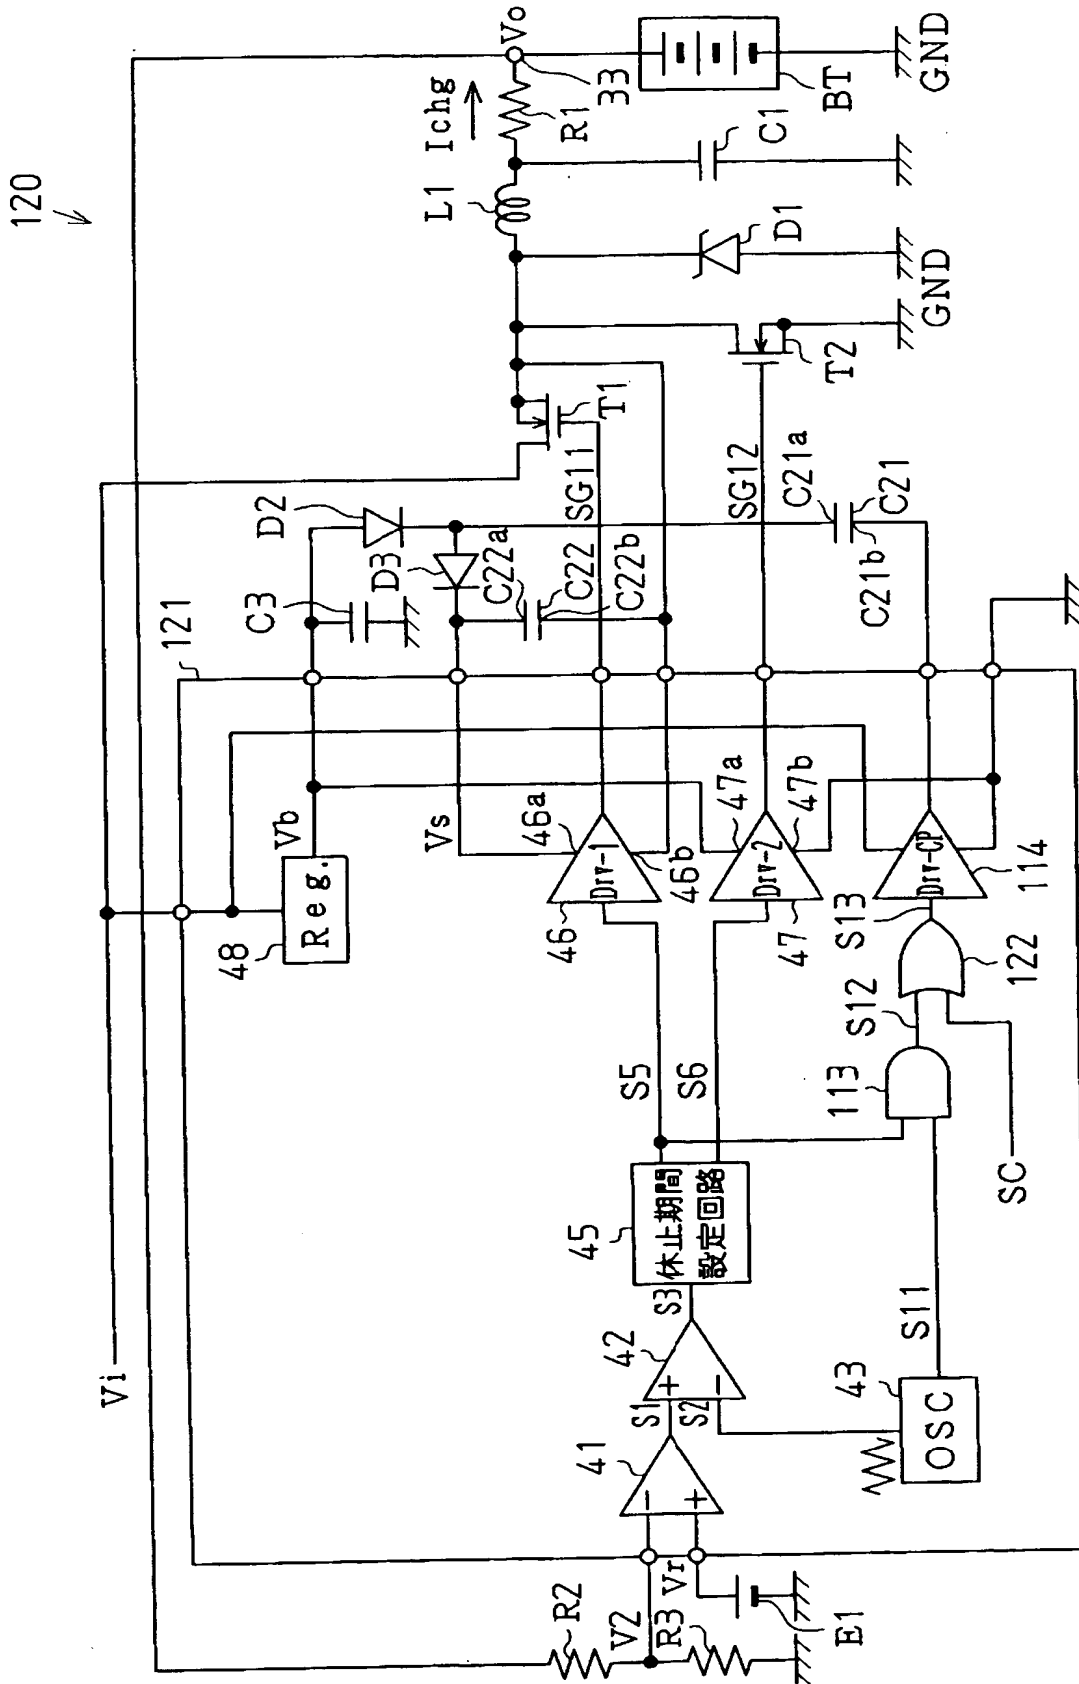 120
Vi
Vo
Ichg
33
R1
L1
BT
GND
C1
D1
GND
T2
T1
SG11
SG12
D2
D3
C3
C22a
C22
C22b
C21a
C21
C21b
121
Vb
48
Reg.
Vs
46a
46b
46
Div-1
47a
47b
47
Div-2
Div-CP
114
S13
122
S12
113
SC
S5
S6
45
休止期間
設定回路
S3
42
+
−
S1
S2
41
−
+
43
OSC
S11
R2
V2
R3
Vr
E1